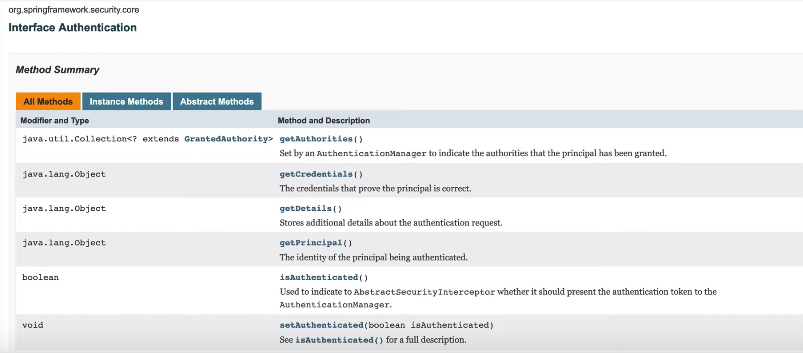 org.springframework.security.core
Interface Authentication
Method Summary
All Methods Instance Methods Abstract Methods
Modifier and Type Method and Description
java.util.Collection<? extends GrantedAuthority> getAuthorities()
Set by an AuthenticationManager to indicate the authorities that the principal has been granted.
java.lang.Object getCredentials()
The credentials that prove the principal is correct.
java.lang.Object getDetails()
Stores additional details about the authentication request.
java.lang.Object getPrincipal()
The identity of the principal being authenticated.
boolean isAuthenticated()
Used to indicate to AbstractSecurityInterceptor whether it should present the authentication token to the
AuthenticationManager.
void setAuthenticated(boolean isAuthenticated)
See isAuthenticated() for a full description.